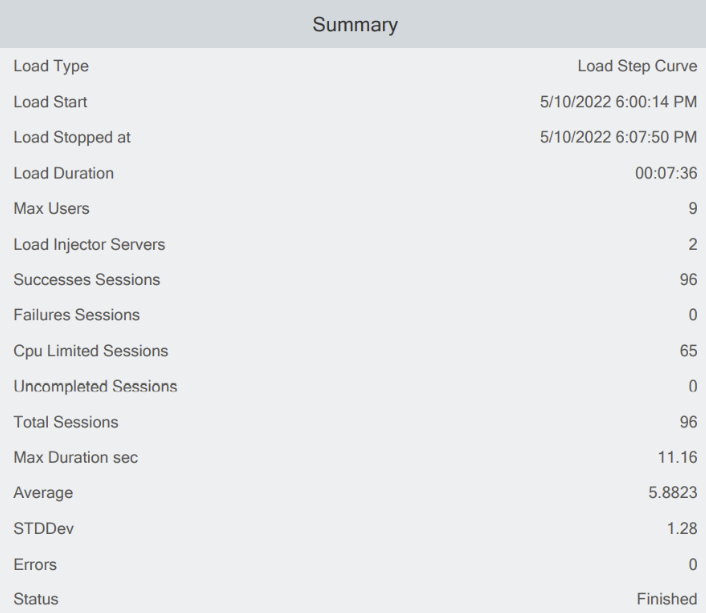 Summary
Load Type Load Step Curve
Load Start 5/10/2022 6:00:14 PM
Load Stopped at 5/10/2022 6:07:50 PM
Load Duration 00:07:36
Max Users 9
Load Injector Servers 2
Successes Sessions 96
Failures Sessions 0
Cpu Limited Sessions 65
Uncompleted Sessions 0
Total Sessions 96
Max Duration sec 11.16
Average 5.8823
STDDev 1.28
Errors 0
Status Finished